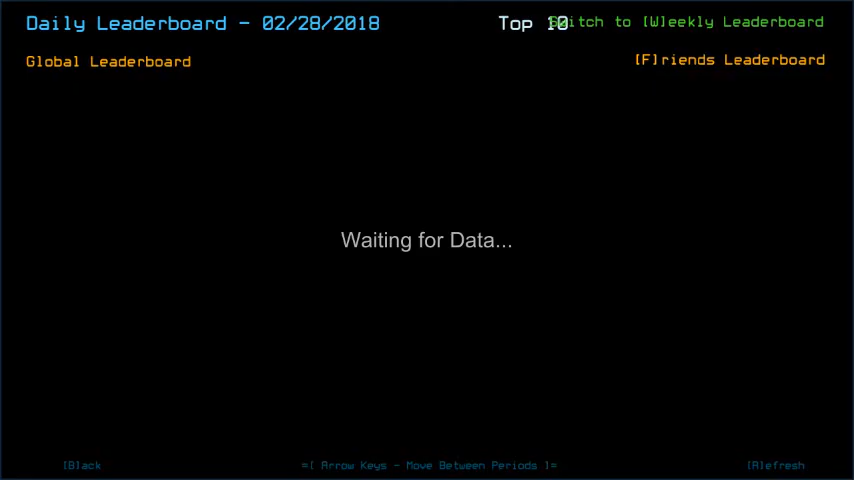 Daily Leaderboard - 02/28/2018
Top 10
Switch to [W]eekly Leaderboard
Global Leaderboard
[F]riends Leaderboard
Waiting for Data...
[B]ack
=[ Arrow Keys - Move Between Periods ]=
[R]efresh